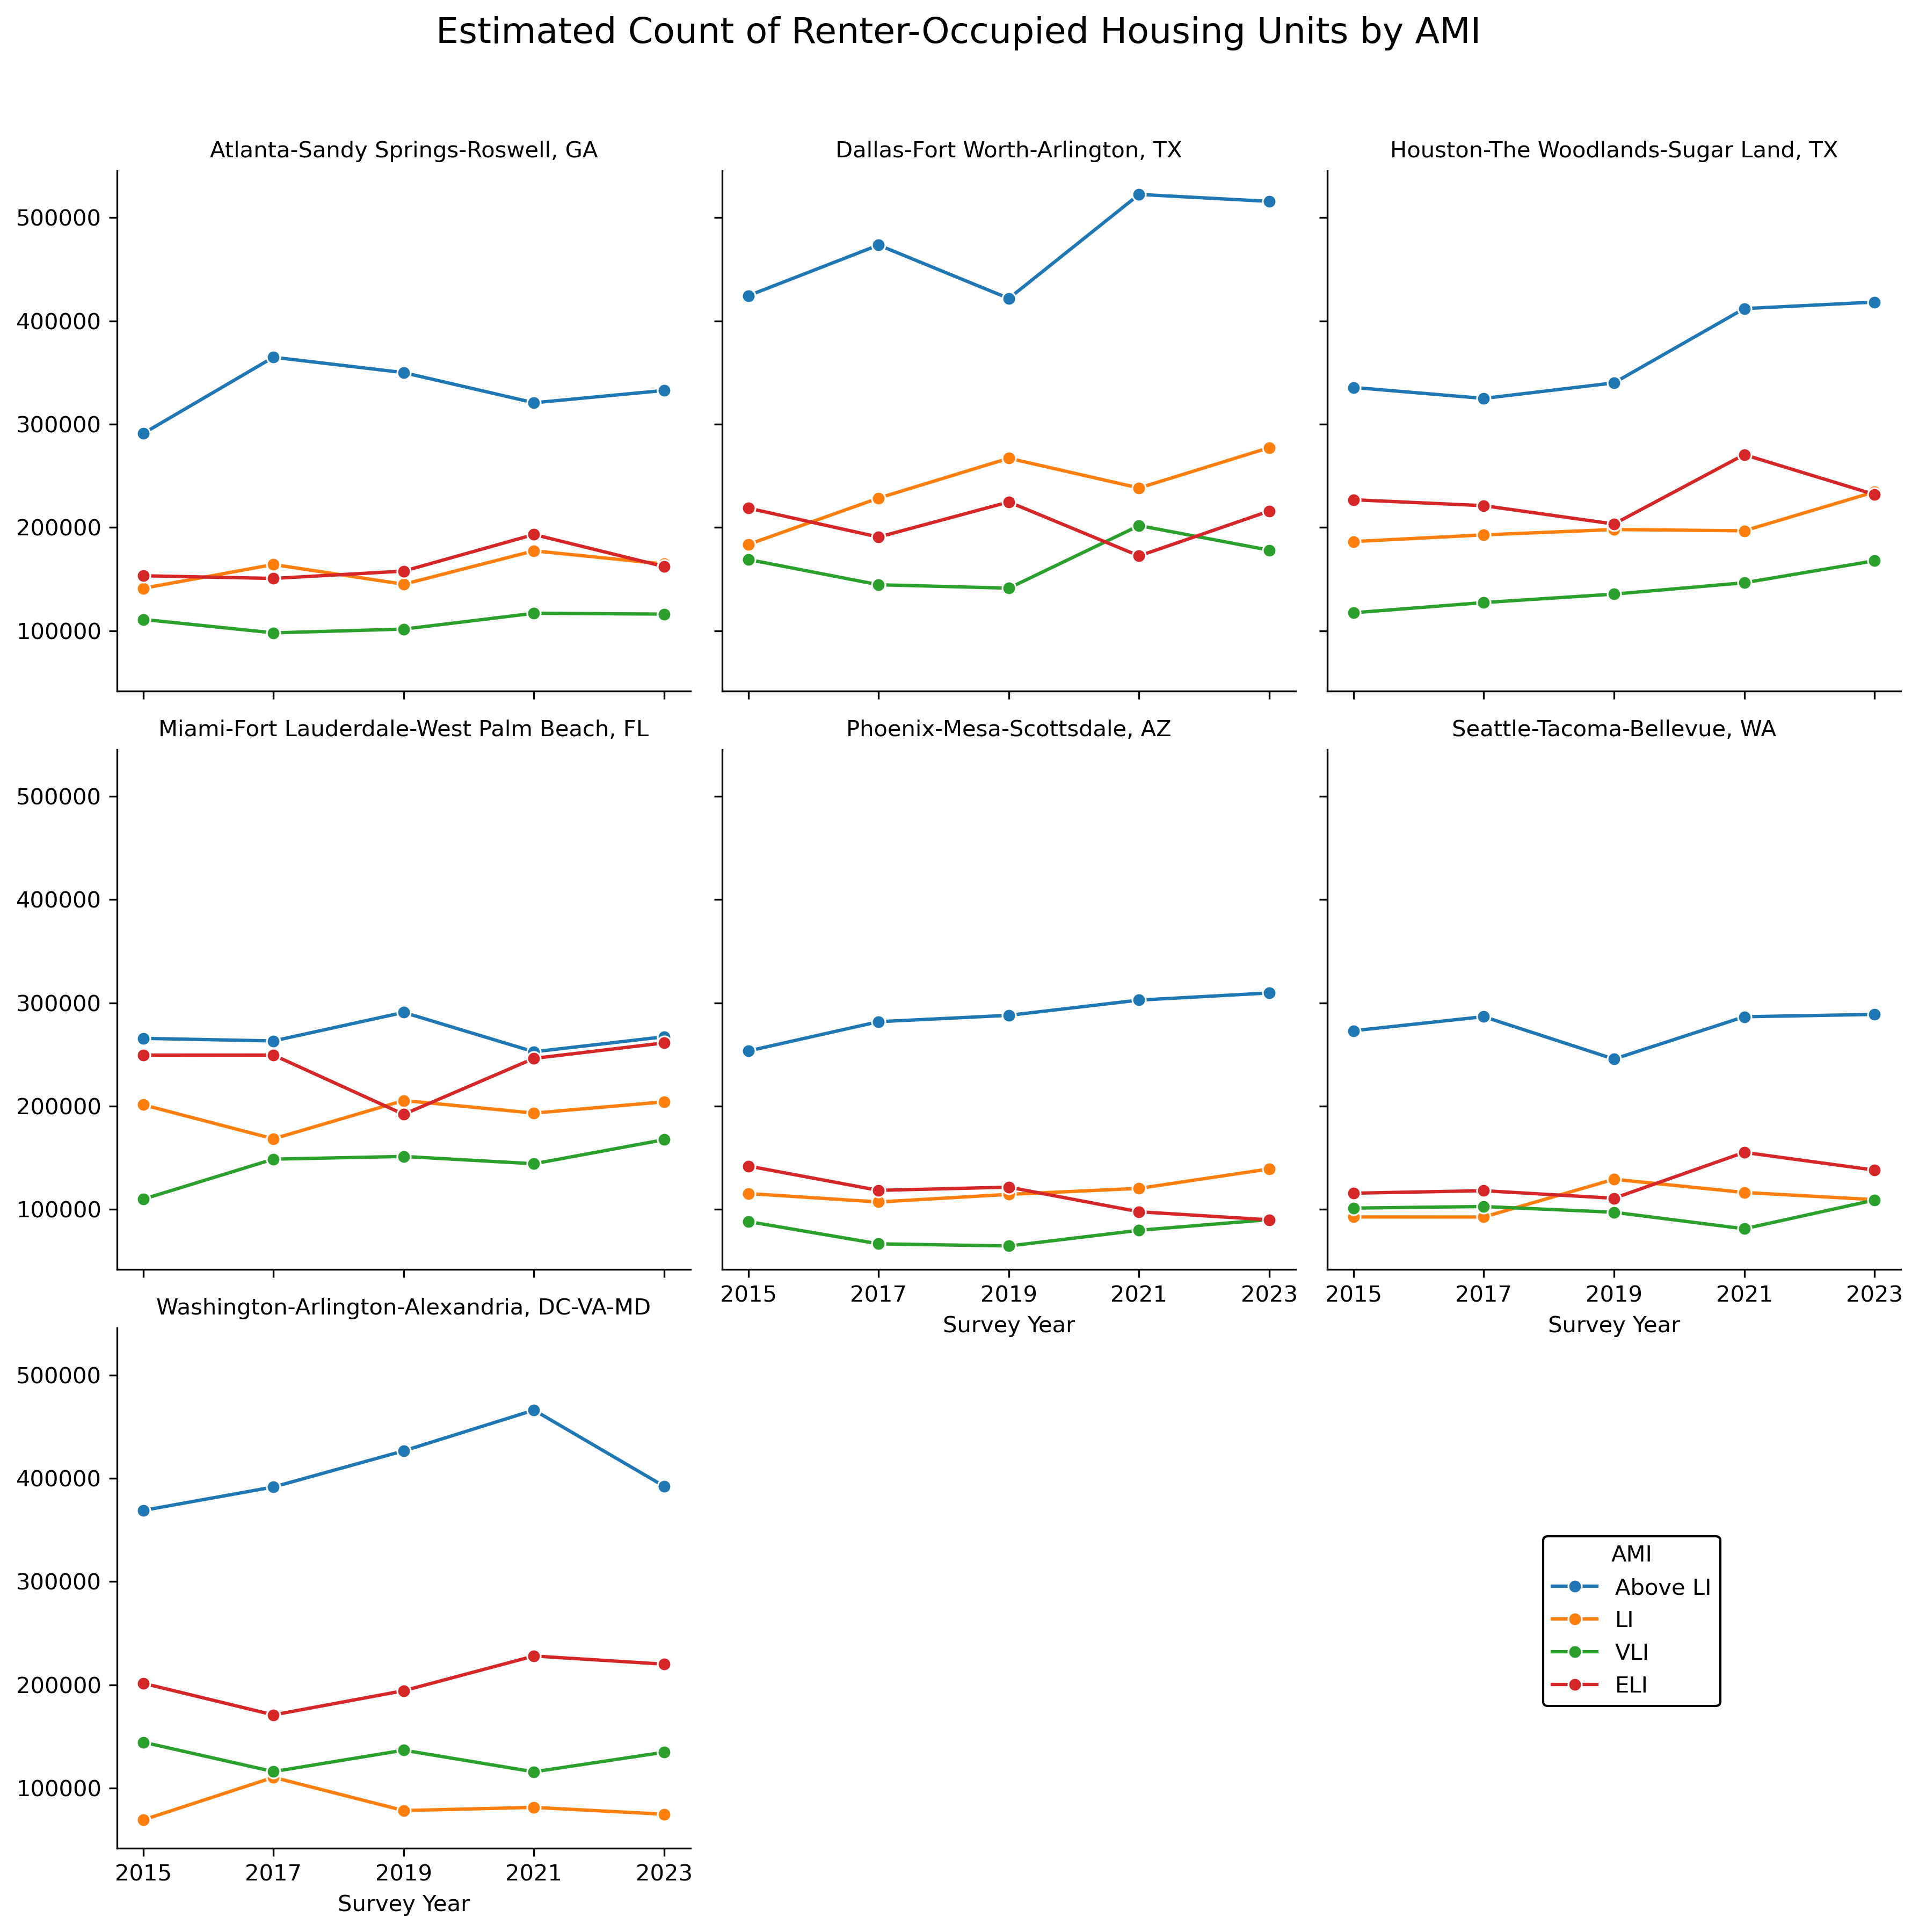 Estimated Count of Renter-Occupied Housing Units by AMI
Atlanta-Sandy Springs-Roswell, GA
Dallas-Fort Worth-Arlington, TX
Houston-The Woodlands-Sugar Land, TX
500000
400000
300000
200000
100000
Miami-Fort Lauderdale-West Palm Beach, FL
Phoenix-Mesa-Scottsdale, AZ
Seattle-Tacoma-Bellevue, WA
500000
400000
300000
200000
100000
2015 2017 2019 2021 2023
Survey Year
2015 2017 2019 2021 2023
Survey Year
Washington-Arlington-Alexandria, DC-VA-MD
500000
400000
300000
200000
100000
2015 2017 2019 2021 2023
Survey Year
AMI
Above LI
LI
VLI
ELI